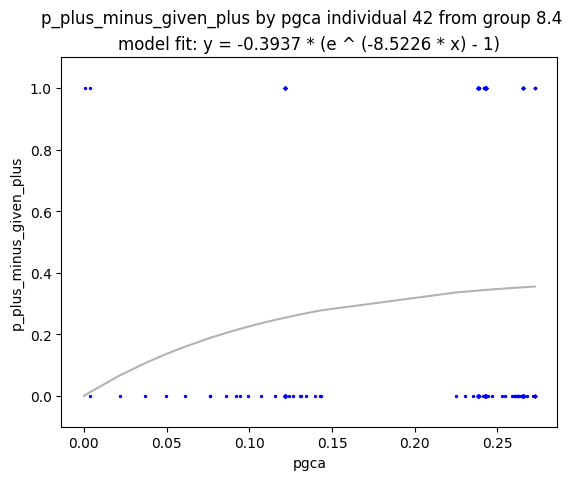 p_plus_minus_given_plus by pgca individual 42 from group 8.4
model fit: y = -0.3937 * (e ^ (-8.5226 * x) - 1)
1.0
0.8
0.6
0.4
0.2
0.0
p_plus_minus_given_plus
0.00 0.05 0.10 0.15 0.20 0.25
pgca